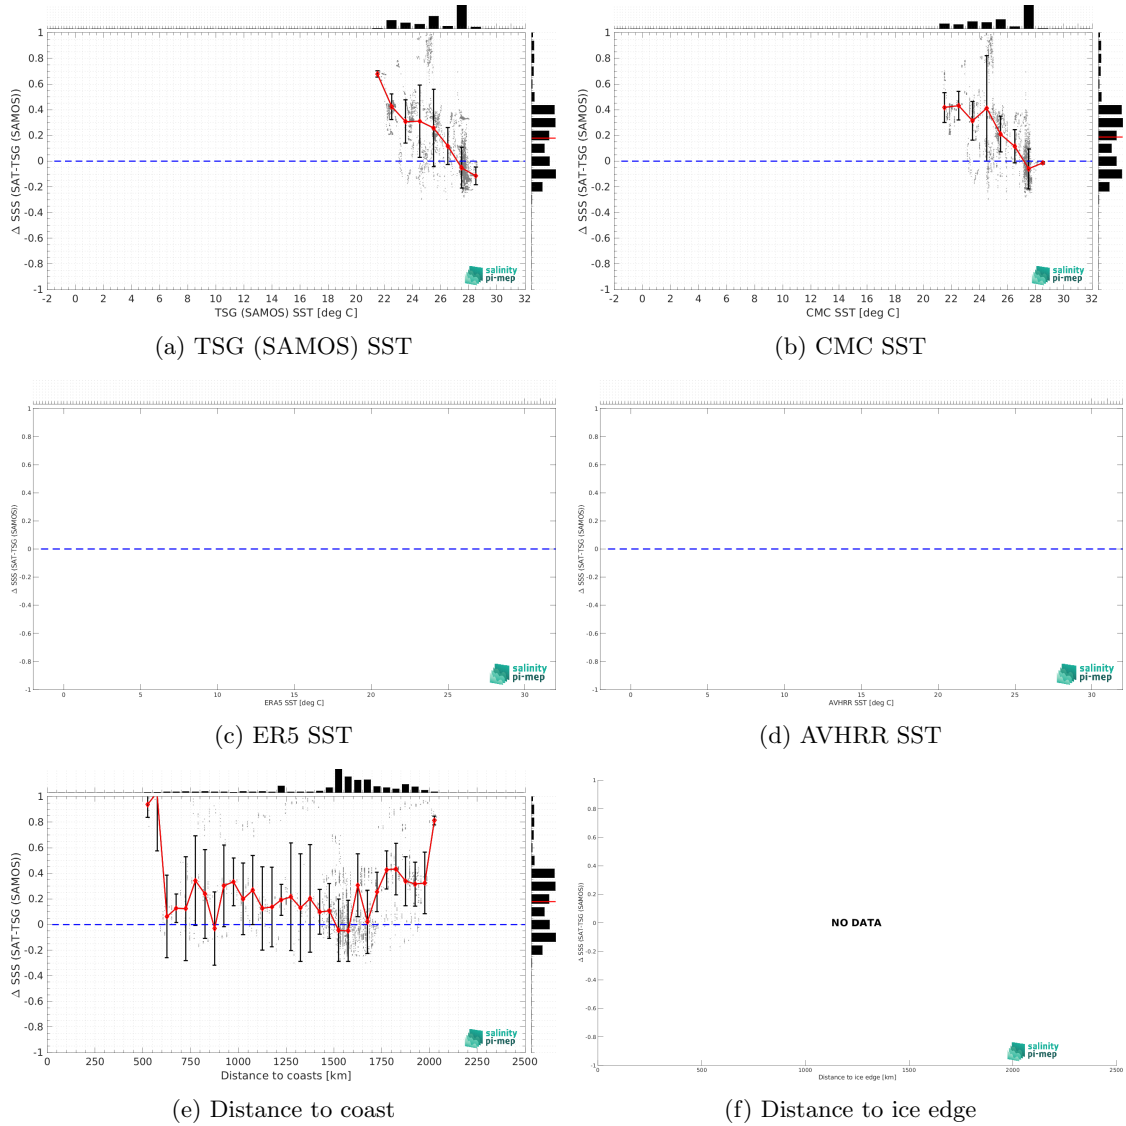 1
0.8
0.6
0.4
0.2
0
-0.2
-0.4
-0.6
-0.8
-1
Δ SSS (SAT-TSG (SAMOS))
-2 0 2 4 6 8 10 12 14 16 18 20 22 24 26 28 30 32
TSG (SAMOS) SST [deg C]
salinity
pi-mep
(a) TSG (SAMOS) SST
1
0.8
0.6
0.4
0.2
0
-0.2
-0.4
-0.6
-0.8
-1
Δ SSS (SAT-TSG (SAMOS))
-2 0 2 4 6 8 10 12 14 16 18 20 22 24 26 28 30 32
CMC SST [deg C]
salinity
pi-mep
(b) CMC SST
1
0.8
0.6
0.4
0.2
0
-0.2
-0.4
-0.6
-0.8
-1
Δ SSS (SAT-TSG (SAMOS))
0 5 10 15 20 25 30
ERA5 SST [deg C]
salinity
pi-mep
(c) ER5 SST
1
0.8
0.6
0.4
0.2
0
-0.2
-0.4
-0.6
-0.8
-1
Δ SSS (SAT-TSG (SAMOS))
0 5 10 15 20 25 30
AVHRR SST [deg C]
salinity
pi-mep
(d) AVHRR SST
1
0.8
0.6
0.4
0.2
0
-0.2
-0.4
-0.6
-0.8
-1
Δ SSS (SAT-TSG (SAMOS))
0 250 500 750 1000 1250 1500 1750 2000 2250 2500
Distance to coasts [km]
salinity
pi-mep
(e) Distance to coast
1
0.8
0.6
0.4
0.2
0
-0.2
-0.4
-0.6
-0.8
-1
Δ SSS (SAT-TSG (SAMOS))
NO DATA
0 500 1000 1500 2000 2500
Distance to ice edge [km]
salinity
pi-mep
(f) Distance to ice edge